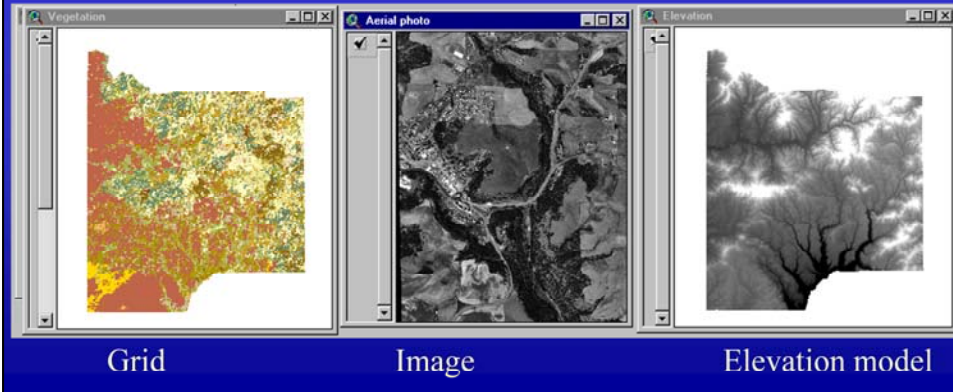 Vegetation
Aerial photo
Elevation
Grid
Image
Elevation model